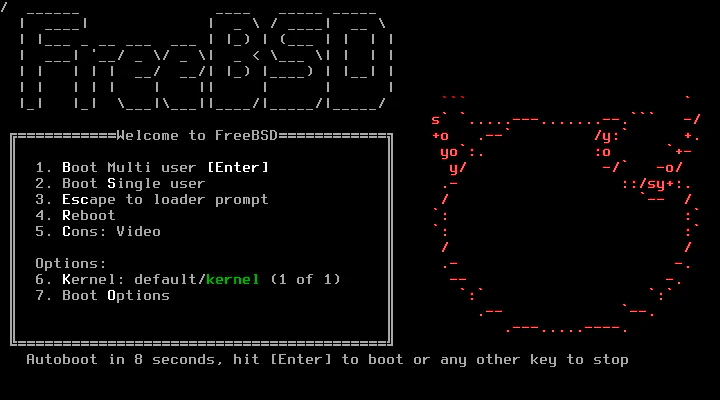 FreeBSD
Welcome to FreeBSD
1. Boot Multi user [Enter]
2. Boot Single user
3. Escape to loader prompt
4. Reboot
5. Cons: Video
Options:
6. Kernel: default/kernel (1 of 1)
7. Boot Options
Autoboot in 8 seconds, hit [Enter] to boot or any other key to stop